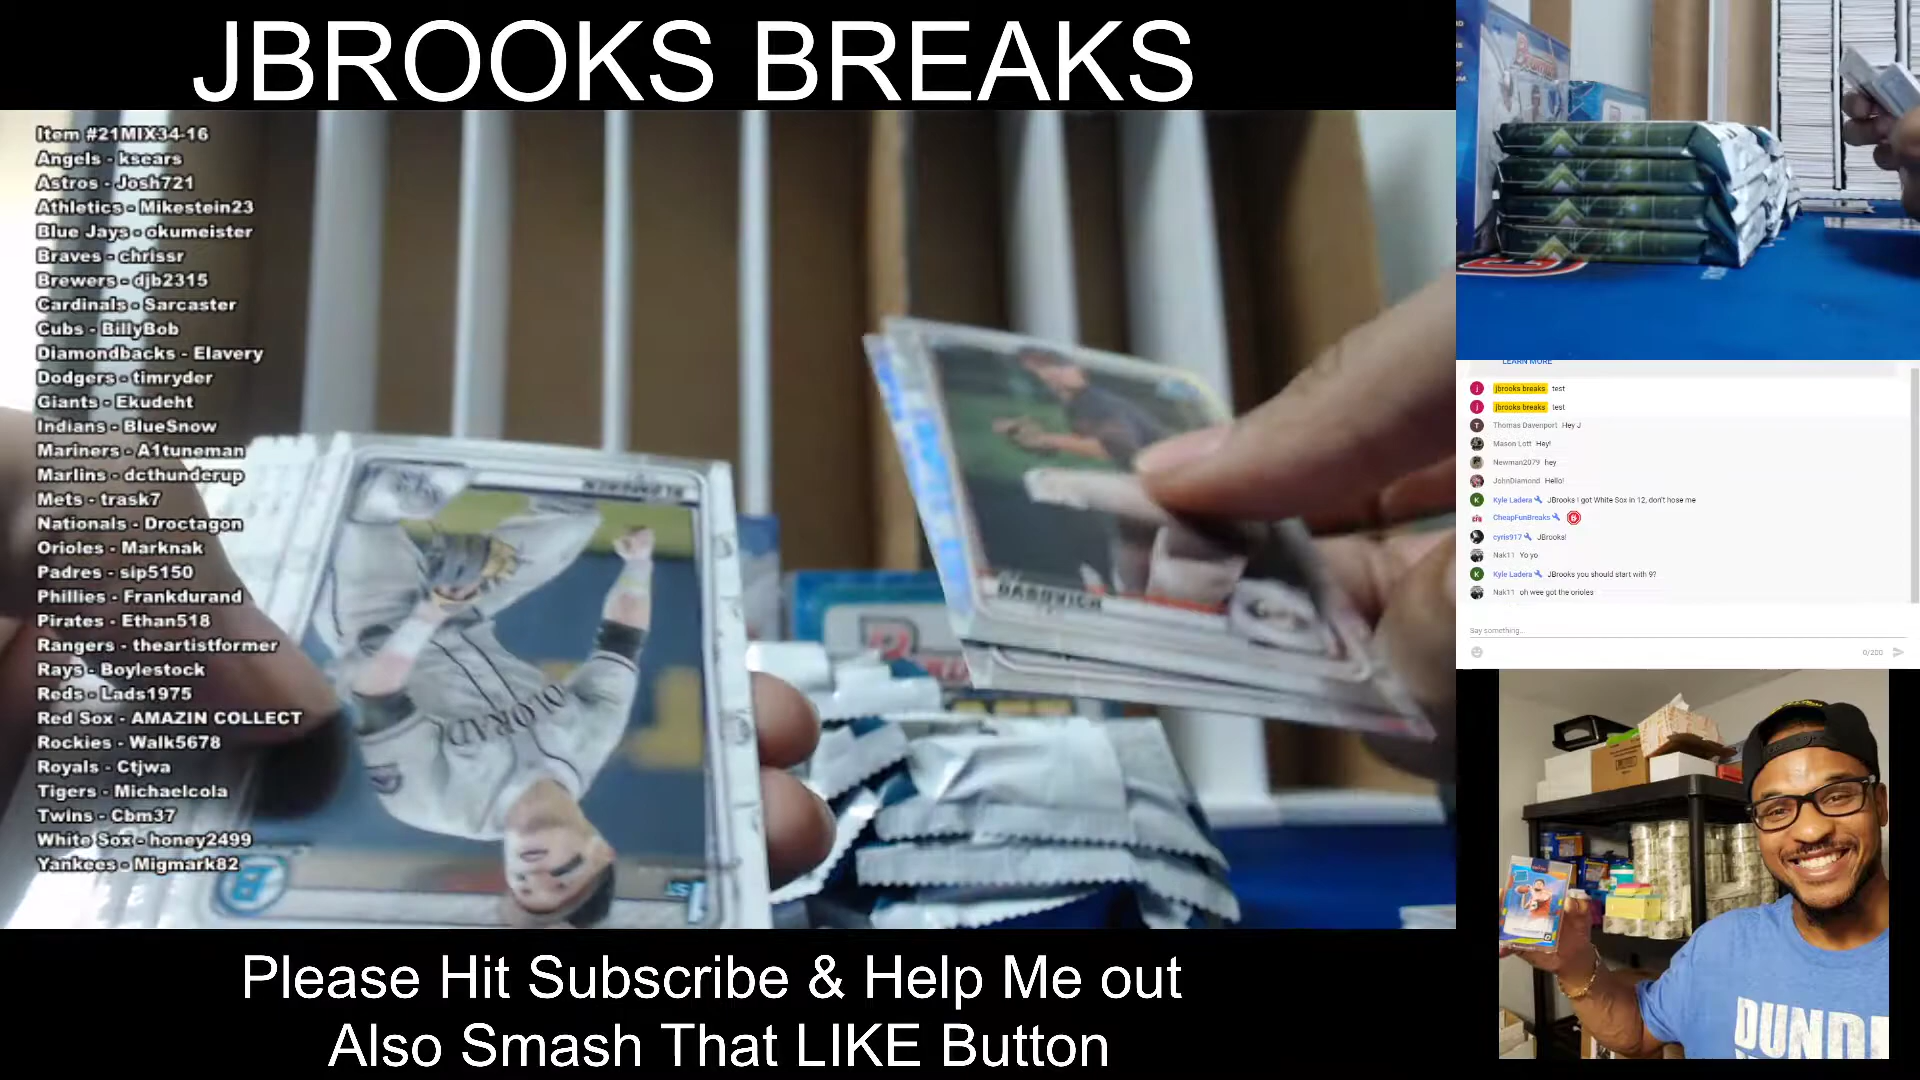 JBROOKS BREAKS
Item #21MIX34-16
Angels - ksears
Astros - Josh721
Athletics - Mikestein23
Blue Jays - okumeister
Braves - chrissr
Brewers - djb2315
Cardinals - Sarcaster
Cubs - BillyBob
Diamondbacks - Elavery
Dodgers - timryder
Giants - Ekudeht
Indians - BlueSnow
Mariners - A1tuneman
Marlins - dcthunderup
Mets - trask7
Nationals - Droctagon
Orioles - Marknak
Padres - sip5150
Phillies - Frankdurand
Pirates - Ethan518
Rangers - theartistformer
Rays - Boylestock
Reds - Lads1975
Red Sox - AMAZIN COLLECT
Rockies - Walk5678
Royals - Ctjwa
Tigers - Michaelcola
Twins - Cbm37
White Sox - honey2499
Yankees - Migmark82
COLORADO
B
1st
DABOVICH
Please Hit Subscribe & Help Me out
Also Smash That LIKE Button
LEARN MORE
jbrooks breaks test
jbrooks breaks test
Thomas Davenport Hey J
Mason Lott Hey!
Newman2079 hey
JohnDiamond Hello!
Kyle Ladera JBrooks I got White Sox in 12, don't hose me
CheapFunBreaks
cyris917 JBrooks!
Nak11 Yo yo
Kyle Ladera JBrooks you should start with 9?
Nak11 oh wee got the orioles
Say something...
0/200
DUND